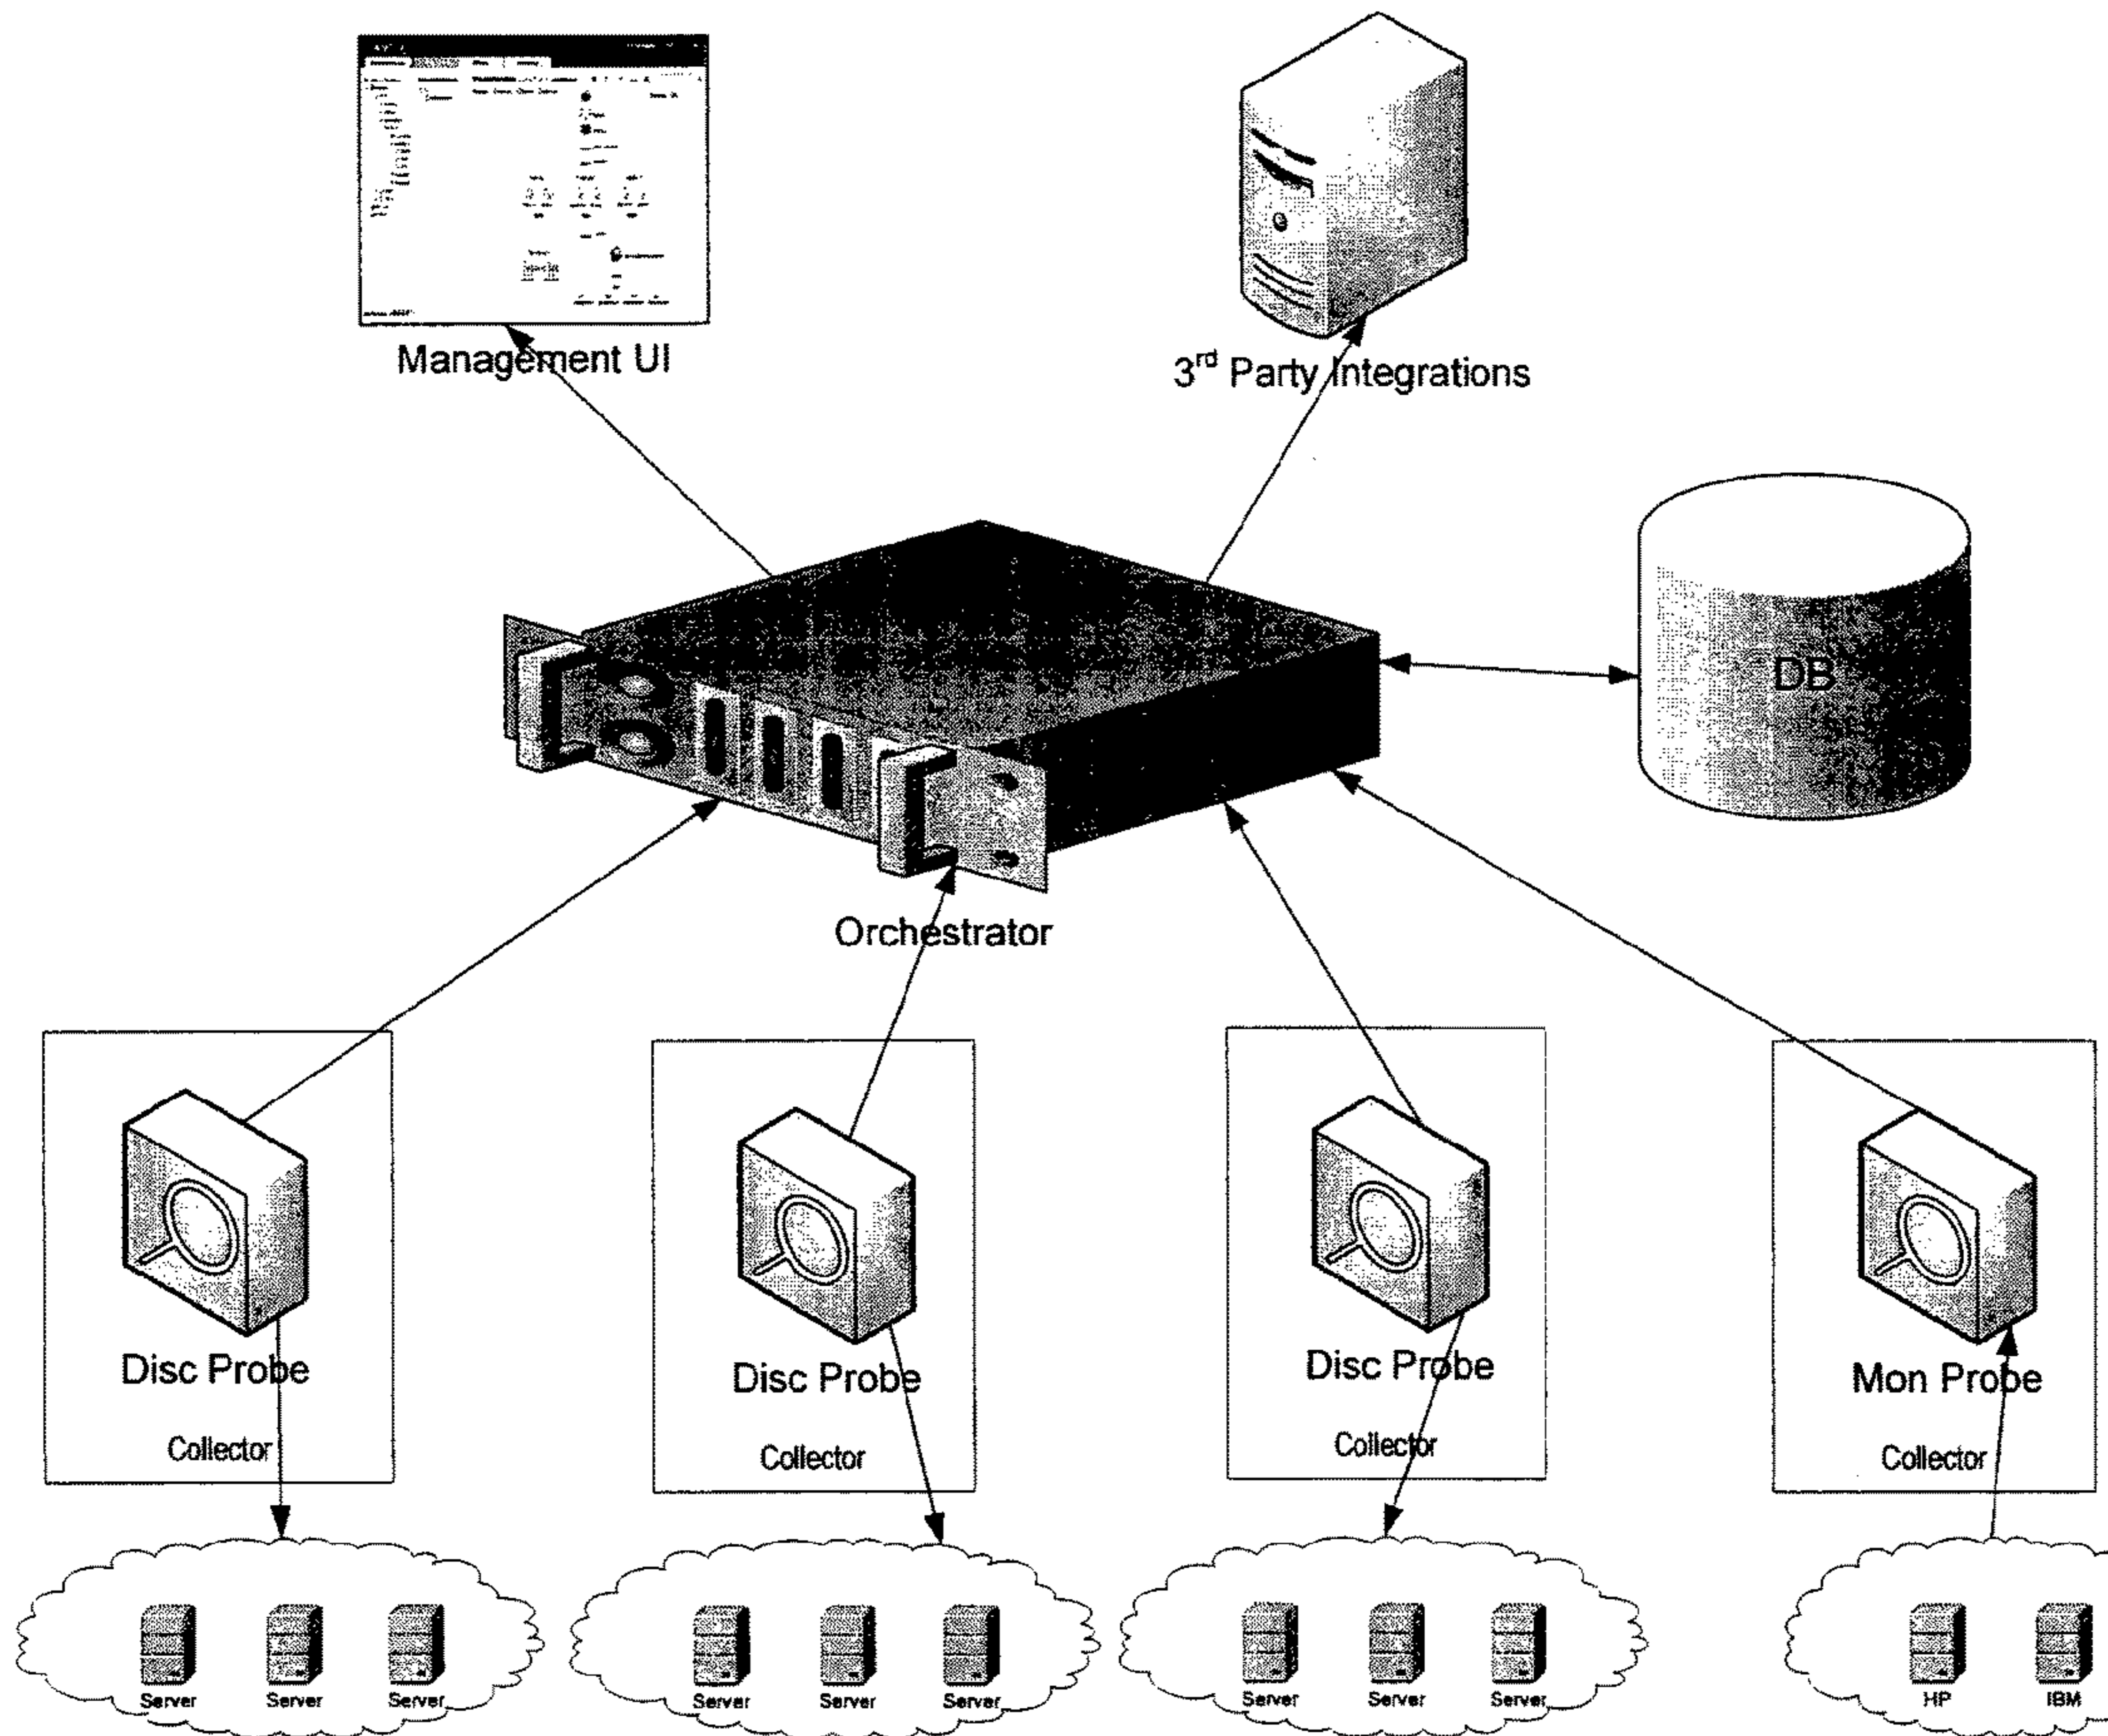 Management UI
3rd Party Integrations
DB
Orchestrator
Disc Probe
Collector
Disc Probe
Collector
Disc Probe
Collector
Mon Probe
Collector
Server Server Server
Server Server Server
Server Server Server
HP IBM